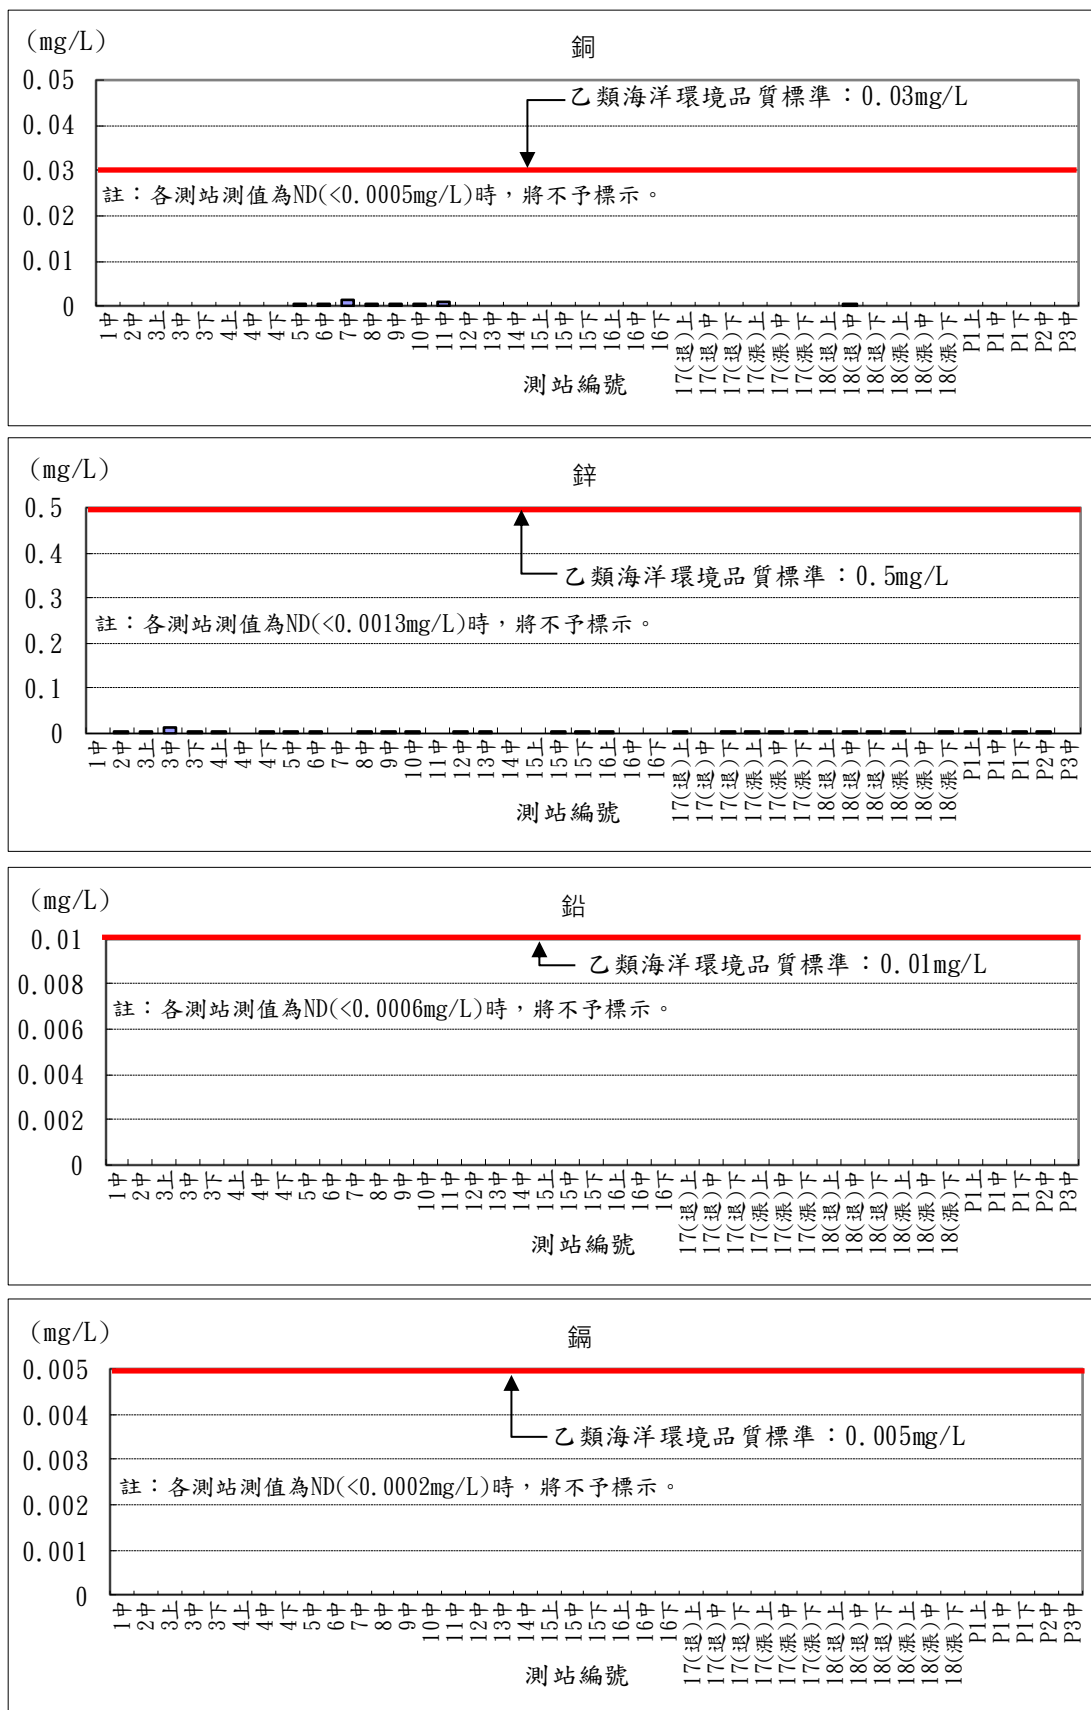 (mg/L)
銅
0.05
乙類海洋環境品質標準：0.03mg/L
0.04
0.03
註：各測站測值為ND(<0.0005mg/L)時，將不予標示。
0.02
0.01
0
1中 2中 3上 3中 3下 4上 4中 4下 5中 6中 7中 8中 9中 10中 11中 12中 13中 14中 15上 15中 15下 16上 16中 16下 17(退)上 17(退)中 17(退)下 17(漲)上 17(漲)中 17(漲)下 18(退)上 18(退)中 18(退)下 18(漲)上 18(漲)中 18(漲)下 P1上 P1中 P1下 P2中 P3中
測站編號
(mg/L)
鋅
0.5
0.4
乙類海洋環境品質標準：0.5mg/L
0.3
註：各測站測值為ND(<0.0013mg/L)時，將不予標示。
0.2
0.1
0
1中 2中 3上 3中 3下 4上 4中 4下 5中 6中 7中 8中 9中 10中 11中 12中 13中 14中 15上 15中 15下 16上 16中 16下 17(退)上 17(退)中 17(退)下 17(漲)上 17(漲)中 17(漲)下 18(退)上 18(退)中 18(退)下 18(漲)上 18(漲)中 18(漲)下 P1上 P1中 P1下 P2中 P3中
測站編號
(mg/L)
鉛
0.01
乙類海洋環境品質標準：0.01mg/L
0.008
註：各測站測值為ND(<0.0006mg/L)時，將不予標示。
0.006
0.004
0.002
0
1中 2中 3上 3中 3下 4上 4中 4下 5中 6中 7中 8中 9中 10中 11中 12中 13中 14中 15上 15中 15下 16上 16中 16下 17(退)上 17(退)中 17(退)下 17(漲)上 17(漲)中 17(漲)下 18(退)上 18(退)中 18(退)下 18(漲)上 18(漲)中 18(漲)下 P1上 P1中 P1下 P2中 P3中
測站編號
(mg/L)
鎘
0.005
0.004
乙類海洋環境品質標準：0.005mg/L
0.003
註：各測站測值為ND(<0.0002mg/L)時，將不予標示。
0.002
0.001
0
1中 2中 3上 3中 3下 4上 4中 4下 5中 6中 7中 8中 9中 10中 11中 12中 13中 14中 15上 15中 15下 16上 16中 16下 17(退)上 17(退)中 17(退)下 17(漲)上 17(漲)中 17(漲)下 18(退)上 18(退)中 18(退)下 18(漲)上 18(漲)中 18(漲)下 P1上 P1中 P1下 P2中 P3中
測站編號